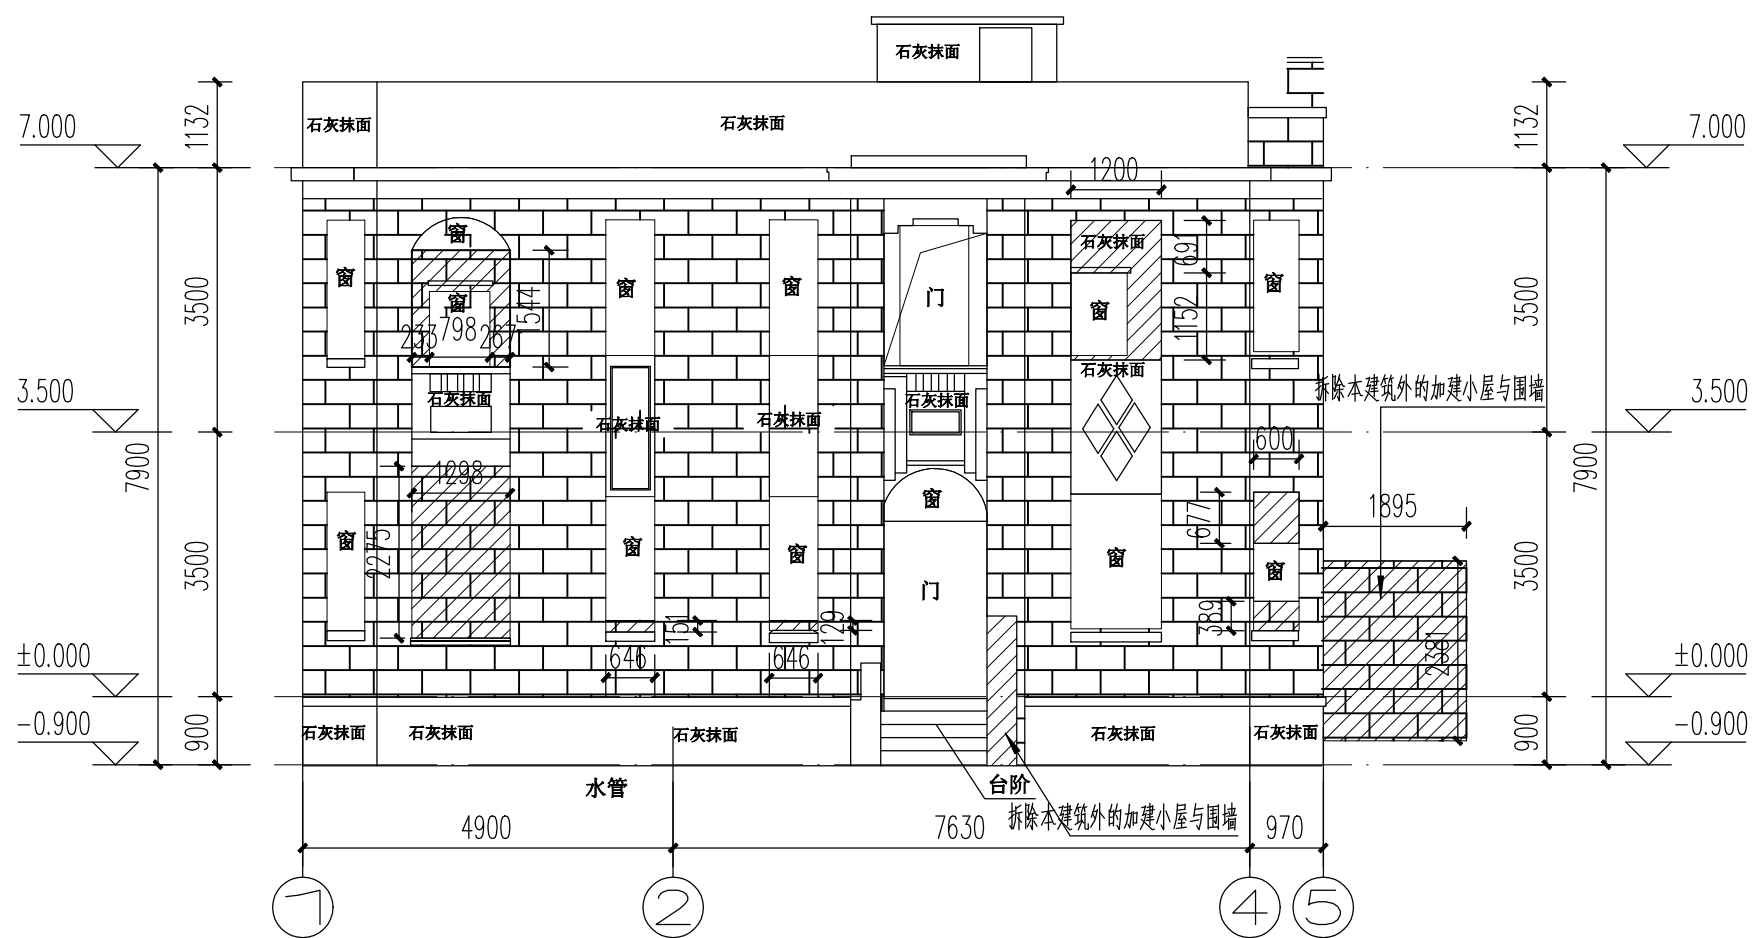 石灰抹面
1132
1132
7.000
石灰抹面
石灰抹面
7.000
1200
窗
石灰抹面
691
窗
窗
窗
窗
门
窗
窗
1544
1152
3500
3500
233
798
267
石灰抹面
3.500
石灰抹面
石灰抹面
石灰抹面
石灰抹面
拆除本建筑外的加建小屋与围墙
3.500
7900
1298
600
7900
窗
677
1895
2275
窗
窗
窗
窗
窗
门
3500
3500
151
129
389
2381
±0.000
646
646
±0.000
-0.900
900
石灰抹面
石灰抹面
石灰抹面
石灰抹面
石灰抹面
900
-0.900
水管
台阶
拆除本建筑外的加建小屋与围墙
4900
7630
970
1
2
4
5